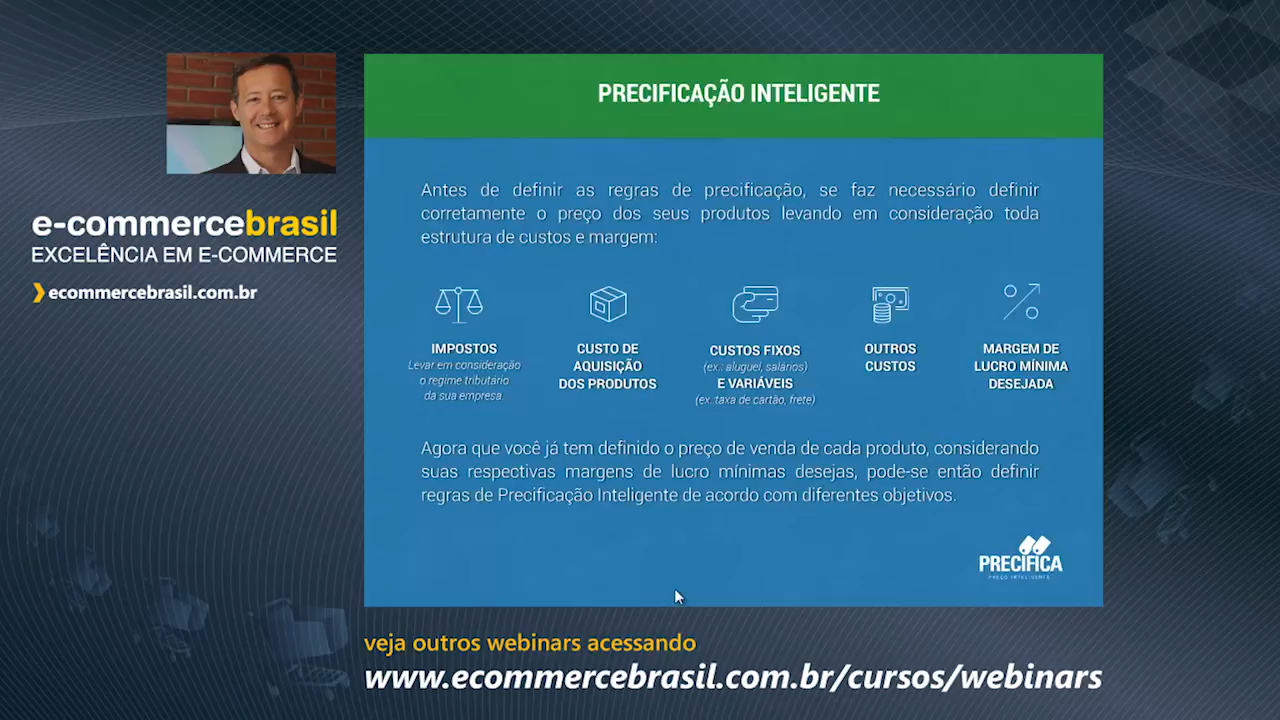 PRECIFICAÇÃO INTELIGENTE
e-commercebrasil
EXCELÊNCIA EM E-COMMERCE
ecommercebrasil.com.br
Antes de definir as regras de precificação, se faz necessário definir
corretamente o preço dos seus produtos levando em consideração toda
estrutura de custos e margem:
IMPOSTOS
Levar em consideração
o regime tributário
da sua empresa.
CUSTO DE
AQUISIÇÃO
DOS PRODUTOS
CUSTOS FIXOS
(ex.: aluguel, salários)
E VARIÁVEIS
(ex.:taxa de cartão, frete)
OUTROS
CUSTOS
MARGEM DE
LUCRO MÍNIMA
DESEJADA
Agora que você já tem definido o preço de venda de cada produto, considerando
suas respectivas margens de lucro mínimas desejas, pode-se então definir
regras de Precificação Inteligente de acordo com diferentes objetivos.
PRECIFICA
PREÇO INTELIGENTE
veja outros webinars acessando
www.ecommercebrasil.com.br/cursos/webinars